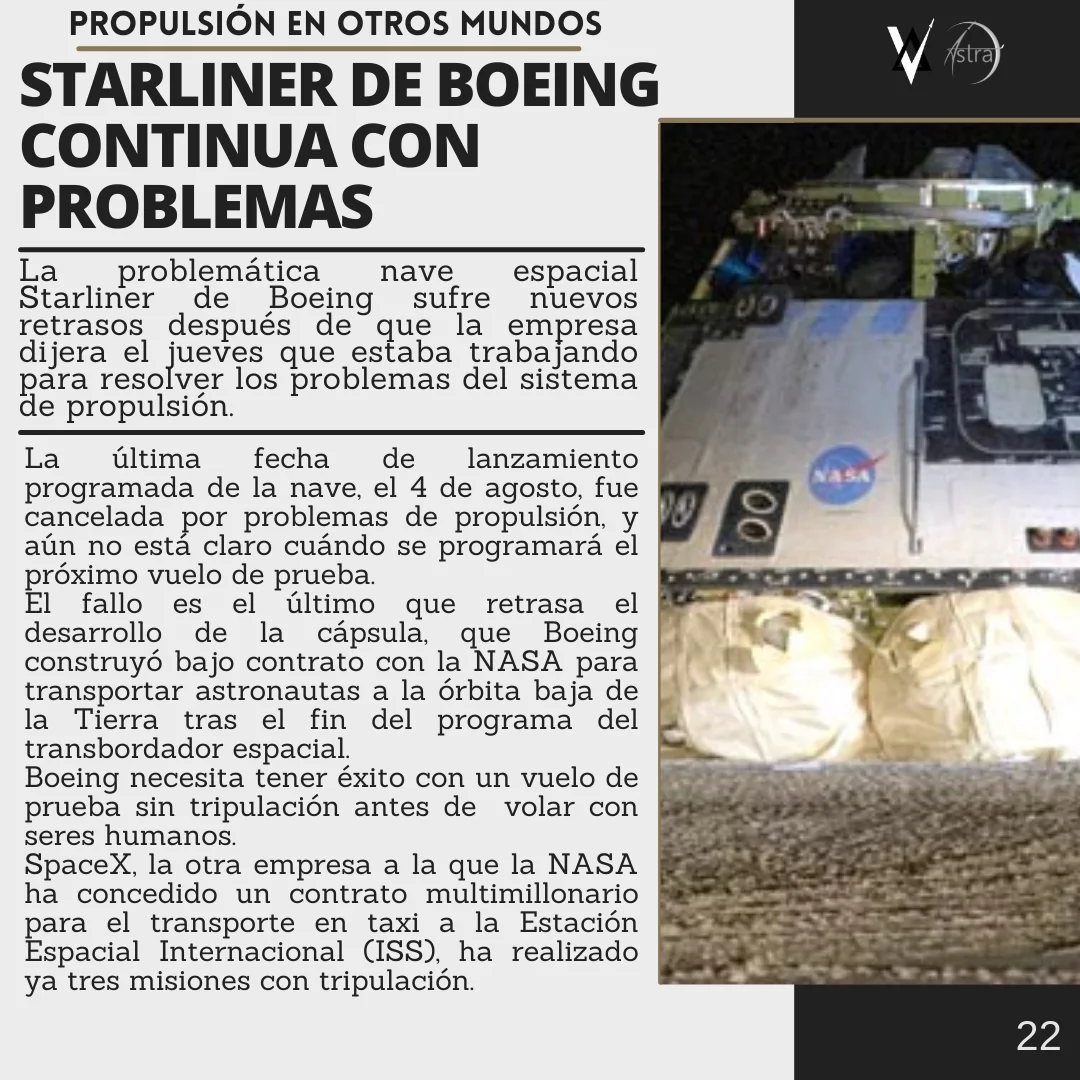 PROPULSIÓN EN OTROS MUNDOS
STARLINER DE BOEING
CONTINUA CON
PROBLEMAS
La problemática nave espacial
Starliner de Boeing sufre nuevos
retrasos después de que la empresa
dijera el jueves que estaba trabajando
para resolver los problemas del sistema
de propulsión.
La última fecha de lanzamiento
programada de la nave, el 4 de agosto, fue
cancelada por problemas de propulsión, y
aún no está claro cuándo se programará el
próximo vuelo de prueba.
El fallo es el último que retrasa el
desarrollo de la cápsula, que Boeing
construyó bajo contrato con la NASA para
transportar astronautas a la órbita baja de
la Tierra tras el fin del programa del
transbordador espacial.
Boeing necesita tener éxito con un vuelo de
prueba sin tripulación antes de volar con
seres humanos.
SpaceX, la otra empresa a la que la NASA
ha concedido un contrato multimillonario
para el transporte en taxi a la Estación
Espacial Internacional (ISS), ha realizado
ya tres misiones con tripulación.
Astra
NASA
22